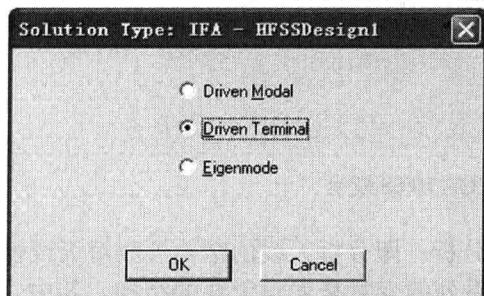 Solution Type: IFA - HFSSDesign1
Driven Modal
Driven Terminal
Eigenmode
OK
Cancel